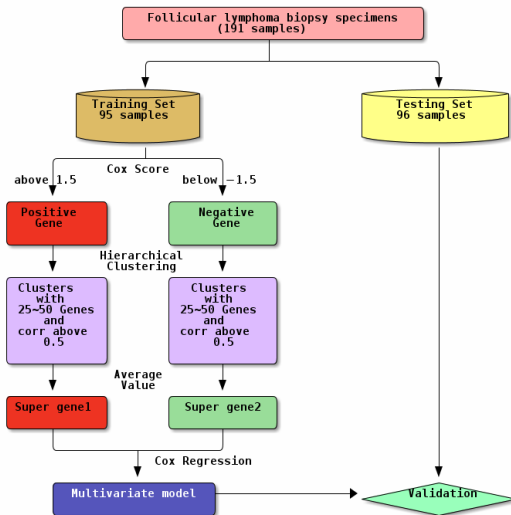 Follicular lymphoma biopsy specimens
(191 samples)
Training Set
95 samples
Testing Set
96 samples
Cox Score
above 1.5
below −1.5
Positive
Gene
Negative
Gene
Hierarchical
Clustering
Clusters
with
25~50 Genes
and
corr above
0.5
Clusters
with
25~50 Genes
and
corr above
0.5
Average
Value
Super gene1
Super gene2
Cox Regression
Multivariate model
Validation